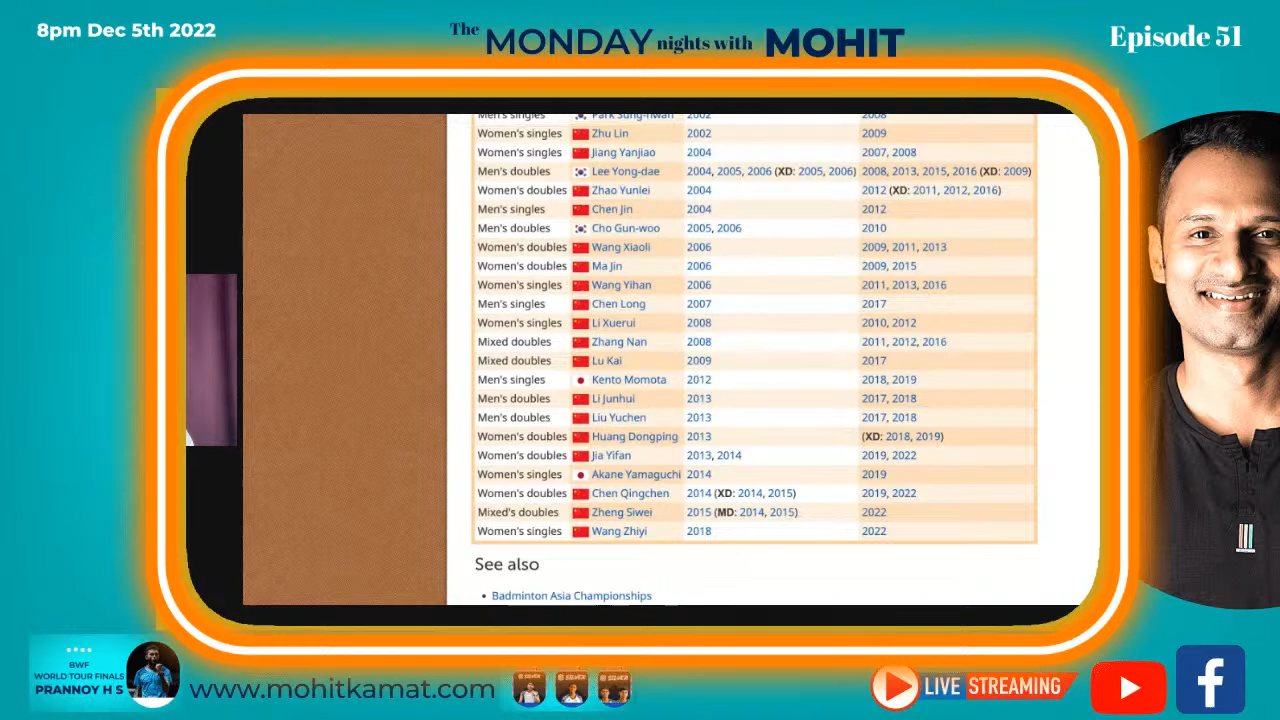 8pm Dec 5th 2022
The MONDAY nights with MOHIT
Episode 51
Men's singles Park Sung-hwan 2002 2008
Women's singles Zhu Lin 2002 2009
Women's singles Jiang Yanjiao 2004 2007, 2008
Men's doubles Lee Yong-dae 2004, 2005, 2006 (XD: 2005, 2006) 2008, 2013, 2015, 2016 (XD: 2009)
Women's doubles Zhao Yunlei 2004 2012 (XD: 2011, 2012, 2016)
Men's singles Chen Jin 2004 2012
Men's doubles Cho Gun-woo 2005, 2006 2010
Women's doubles Wang Xiaoli 2006 2009, 2011, 2013
Women's doubles Ma Jin 2006 2009, 2015
Women's singles Wang Yihan 2006 2011, 2013, 2016
Men's singles Chen Long 2007 2017
Women's singles Li Xuerui 2008 2010, 2012
Mixed doubles Zhang Nan 2008 2011, 2012, 2016
Mixed doubles Lu Kai 2009 2017
Men's singles Kento Momota 2012 2018, 2019
Men's doubles Li Junhui 2013 2017, 2018
Men's doubles Liu Yuchen 2013 2017, 2018
Women's doubles Huang Dongping 2013 (XD: 2018, 2019)
Women's doubles Jia Yifan 2013, 2014 2019, 2022
Women's singles Akane Yamaguchi 2014 2019
Women's doubles Chen Qingchen 2014 (XD: 2014, 2015) 2019, 2022
Mixed's doubles Zheng Siwei 2015 (MD: 2014, 2015) 2022
Women's singles Wang Zhiyi 2018 2022
See also
• Badminton Asia Championships
BWF
WORLD TOUR FINALS
PRANNOY H S
www.mohitkamat.com
LIVE STREAMING